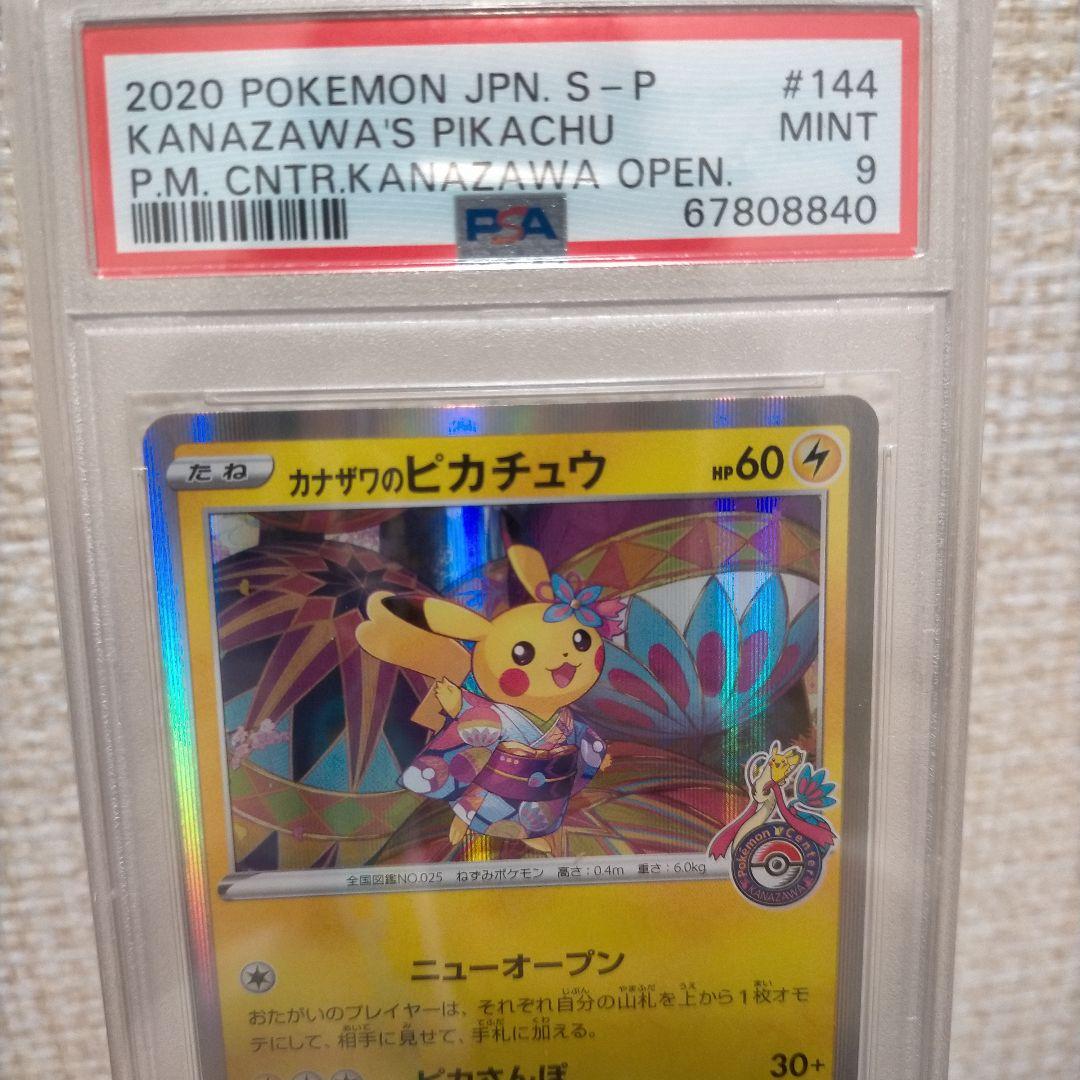 2020 POKEMON JPN. S-P #144
KANAZAWA'S PIKACHU MINT
P.M. CNTR.KANAZAWA OPEN. 9
PSA 67808840
たね カナザワのピカチュウ HP60
Pokémon Center
KANAZAWA
全国図鑑NO.025 ねずみポケモン 高さ:0.4m 重さ:6.0kg
ニューオープン
おたがいのプレイヤーは、それぞれ自分の山札を上から1枚オモ
テにして、相手に見せて、手札に加える。
ピカさんぽ 30+